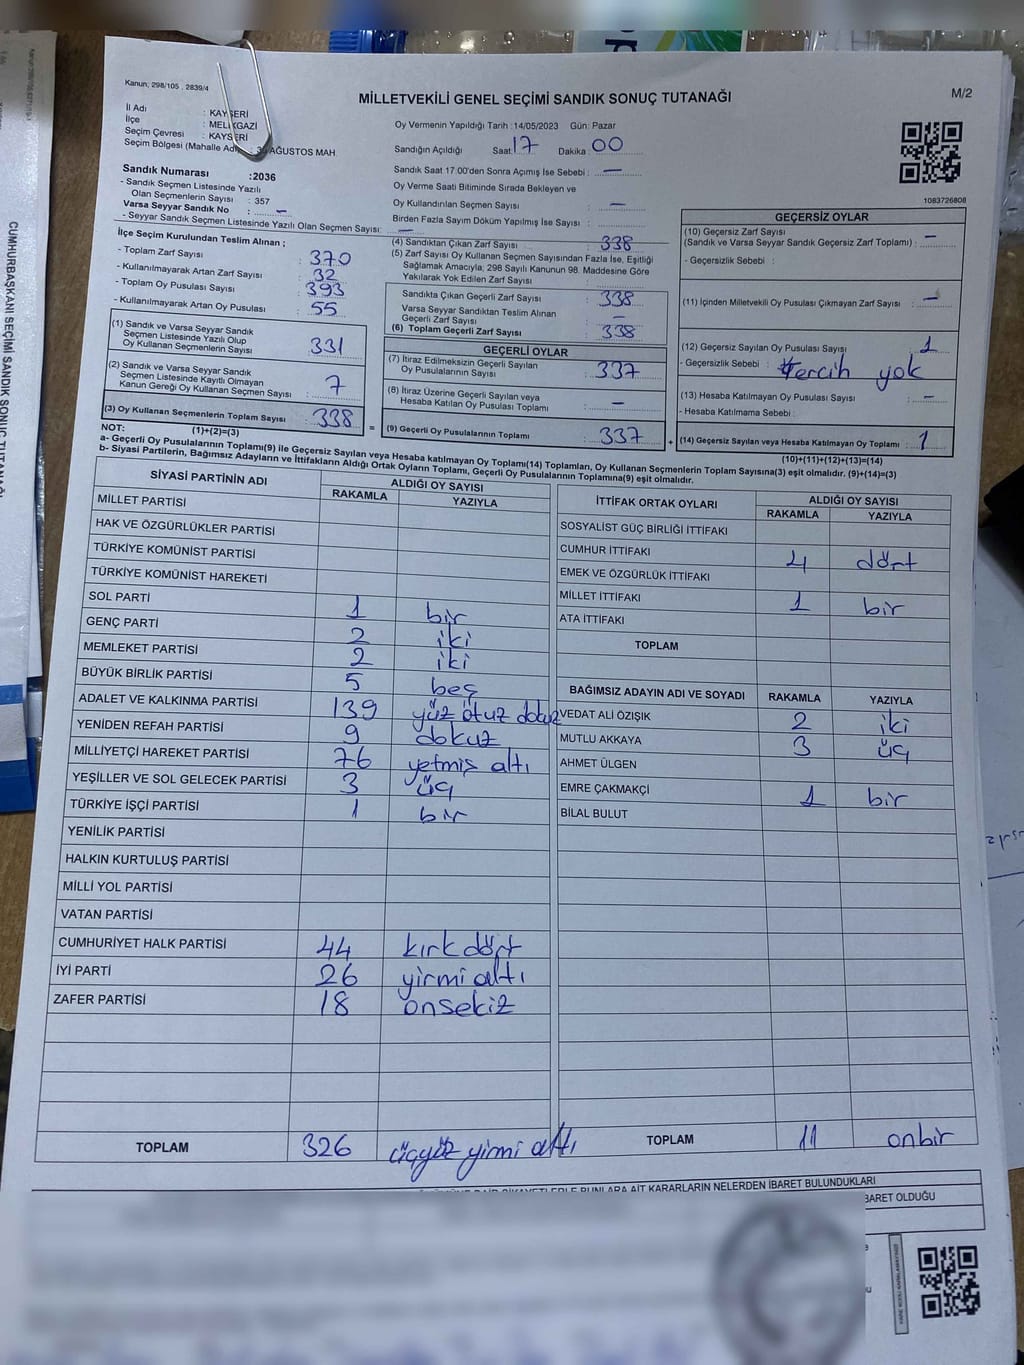 Kanun, 298/105 , 2839/4
MİLLETVEKİLİ GENEL SEÇİMİ SANDIK SONUÇ TUTANAĞI
M/2
İl Adı : KAYSERİ
İlçe : MELİKGAZİ
Seçim Çevresi : KAYSERİ
Seçim Bölgesi (Mahalle Adı) : 30 AĞUSTOS MAH.
Oy Vermenin Yapıldığı Tarih :14/05/2023 Gün: Pazar
Sandığın Açıldığı Saat 17 Dakika 00
Sandık Saat 17:00'den Sonra Açımış İse Sebebi : —
Oy Verme Saati Bitiminde Sırada Bekleyen ve
Oy Kullandırılan Seçmen Sayısı : —
Birden Fazla Sayım Döküm Yapılmış İse Sayısı :
Sandık Numarası :2036
- Sandık Seçmen Listesinde Yazılı
Olan Seçmenlerin Sayısı : 357
Varsa Seyyar Sandık No : —
- Seyyar Sandık Seçmen Listesinde Yazılı Olan Seçmen Sayısı: —
1083726808
İlçe Seçim Kurulundan Teslim Alınan ;
- Toplam Zarf Sayısı : 370
- Kullanılmayarak Artan Zarf Sayısı : 32
- Toplam Oy Pusulası Sayısı : 393
- Kullanılmayarak Artan Oy Pusulası : 55
(1) Sandık ve Varsa Seyyar Sandık
Seçmen Listesinde Yazılı Olup
Oy Kullanan Seçmenlerin Sayısı : 331
(2) Sandık ve Varsa Seyyar Sandık
Seçmen Listesinde Kayıtlı Olmayan
Kanun Gereği Oy Kullanan Seçmen Sayısı : 7
(3) Oy Kullanan Seçmenlerin Toplam Sayısı : 338
(1)+(2)=(3)
(4) Sandıktan Çıkan Zarf Sayısı : 338
(5) Zarf Sayısı Oy Kullanan Seçmen Sayısından Fazla İse, Eşitliği
Sağlamak Amacıyla; 298 Sayılı Kanunun 98. Maddesine Göre
Yakılarak Yok Edilen Zarf Sayısı :
Sandıkta Çıkan Geçerli Zarf Sayısı : 338
Varsa Seyyar Sandıktan Teslim Alınan
Geçerli Zarf Sayısı : —
(6) Toplam Geçerli Zarf Sayısı : 338
GEÇERLİ OYLAR
(7) İtiraz Edilmeksizin Geçerli Sayılan
Oy Pusulalarının Sayısı : 337
(8) İtiraz Üzerine Geçerli Sayılan veya
Hesaba Katılan Oy Pusulası Toplamı : —
= (9) Geçerli Oy Pusulalarının Toplamı : 337 +
GEÇERSİZ OYLAR
(10) Geçersiz Zarf Sayısı
(Sandık ve Varsa Seyyar Sandık Geçersiz Zarf Toplamı) : —
- Geçersizlik Sebebi :
(11) İçinden Milletvekili Oy Pusulası Çıkmayan Zarf Sayısı : —
(12) Geçersiz Sayılan Oy Pusulası Sayısı : 1
- Geçersizlik Sebebi : tercih yok
(13) Hesaba Katılmayan Oy Pusulası Sayısı : —
- Hesaba Katılmama Sebebi :
(14) Geçersiz Sayılan veya Hesaba Katılmayan Oy Toplamı : 1
(10)+(11)+(12)+(13)=(14)
NOT:
a- Geçerli Oy Pusulalarının Toplamı(9) ile Geçersiz Sayılan veya Hesaba katılmayan Oy Toplamı(14) Toplamları, Oy Kullanan Seçmenlerin Toplam Sayısına(3) eşit olmalıdır. (9)+(14)=(3)
b- Siyasi Partilerin, Bağımsız Adayların ve İttifakların Aldığı Ortak Oyların Toplamı, Geçerli Oy Pusulalarının Toplamına(9) eşit olmalıdır.
SİYASİ PARTİNİN ADI ALDIĞI OY SAYISI
RAKAMLA YAZIYLA
MİLLET PARTİSİ
HAK VE ÖZGÜRLÜKLER PARTİSİ
TÜRKİYE KOMÜNİST PARTİSİ
TÜRKİYE KOMÜNİST HAREKETİ
SOL PARTİ 1 bir
GENÇ PARTİ 2 iki
MEMLEKET PARTİSİ 2 iki
BÜYÜK BİRLİK PARTİSİ 5 beş
ADALET VE KALKINMA PARTİSİ 139 yüz otuz dokuz
YENİDEN REFAH PARTİSİ 9 dokuz
MİLLİYETÇİ HAREKET PARTİSİ 76 yetmiş altı
YEŞİLLER VE SOL GELECEK PARTİSİ 3 üç
TÜRKİYE İŞÇİ PARTİSİ 1 bir
YENİLİK PARTİSİ
HALKIN KURTULUŞ PARTİSİ
MİLLİ YOL PARTİSİ
VATAN PARTİSİ
CUMHURİYET HALK PARTİSİ 44 kırk dört
İYİ PARTİ 26 yirmi altı
ZAFER PARTİSİ 18 onsekiz
TOPLAM 326 üçyüz yirmi altı
İTTİFAK ORTAK OYLARI ALDIĞI OY SAYISI
RAKAMLA YAZIYLA
SOSYALİST GÜÇ BİRLİĞİ İTTİFAKI
CUMHUR İTTİFAKI 4 dört
EMEK VE ÖZGÜRLÜK İTTİFAKI
MİLLET İTTİFAKI 1 bir
ATA İTTİFAKI
TOPLAM
BAĞIMSIZ ADAYIN ADI VE SOYADI RAKAMLA YAZIYLA
VEDAT ALİ ÖZIŞIK 2 iki
MUTLU AKKAYA 3 üç
AHMET ÜLGEN
EMRE ÇAKMAKÇİ 1 bir
BİLAL BULUT
TOPLAM 11 onbir
BUNLARA AİT KARARLARIN NELERDEN İBARET BULUNDUKLARI
BARET OLDUĞU
CUMHURBAŞKANI SEÇİMİ SANDIK SONUÇ TUTANAĞI